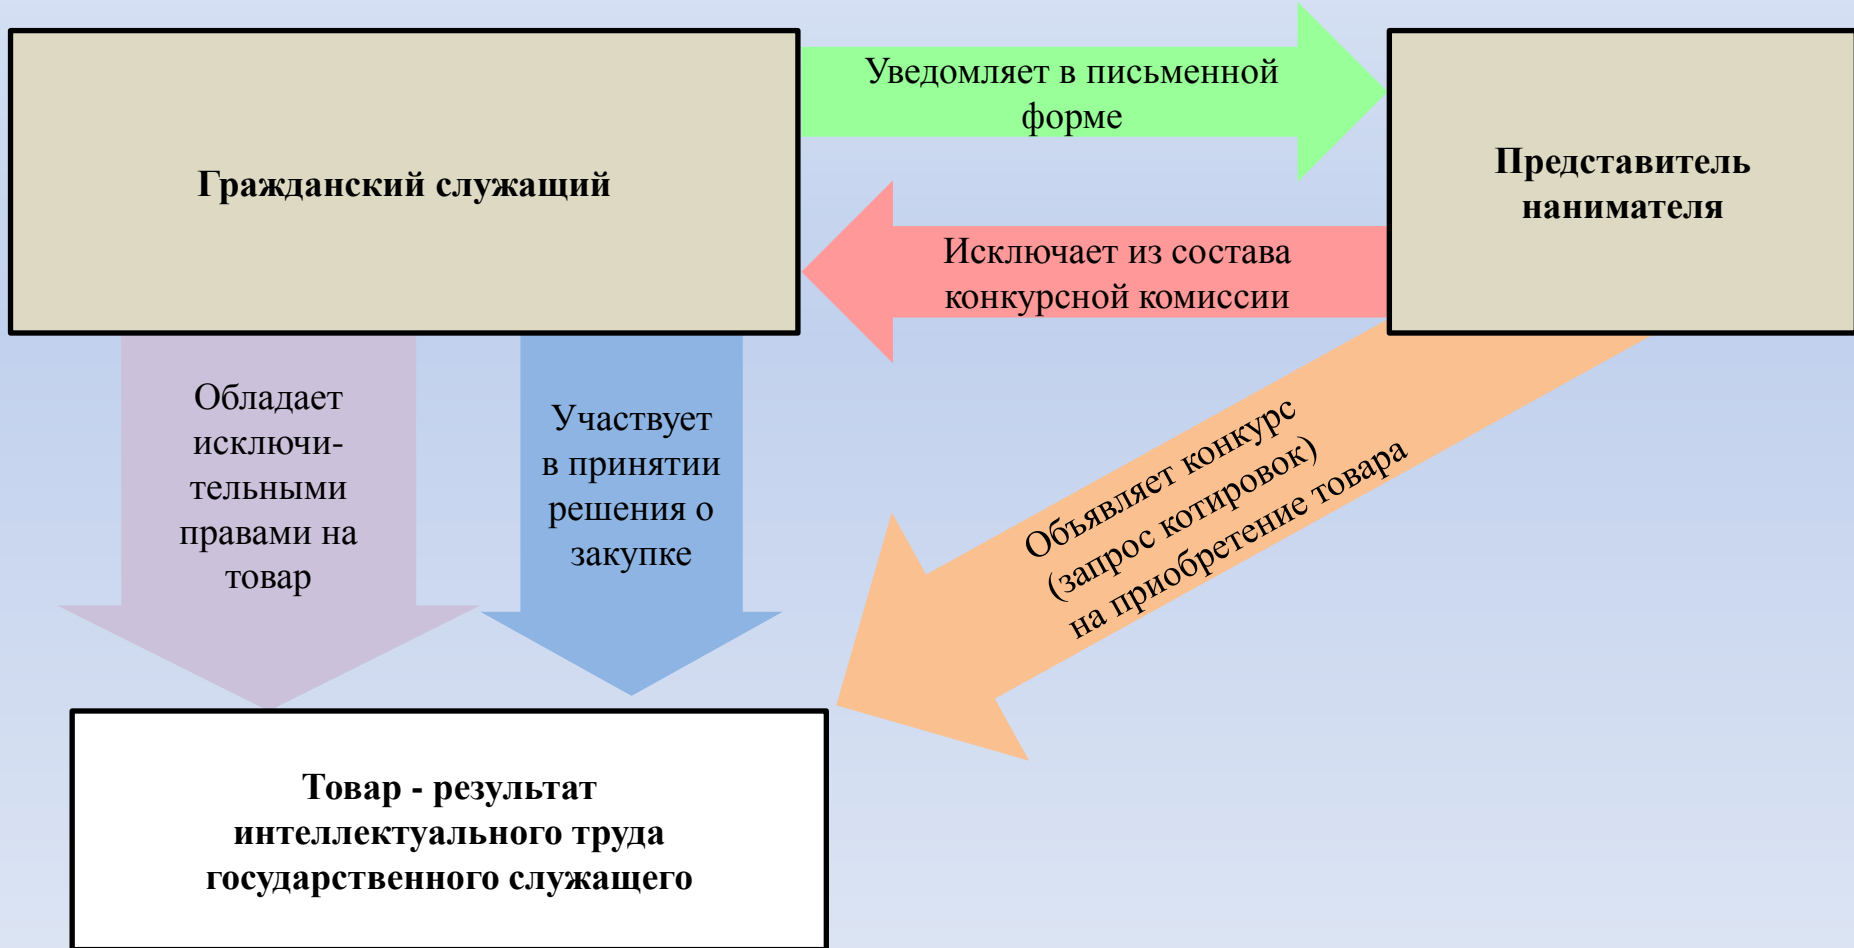 Гражданский служащий
Уведомляет в письменной
форме
Представитель
нанимателя
Исключает из состава
конкурсной комиссии
Обладает
исключи-
тельными
правами на
товар
Участвует
в принятии
решения о
закупке
Объявляет конкурс
(запрос котировок)
на приобретение товара
Товар - результат
интеллектуального труда
государственного служащего